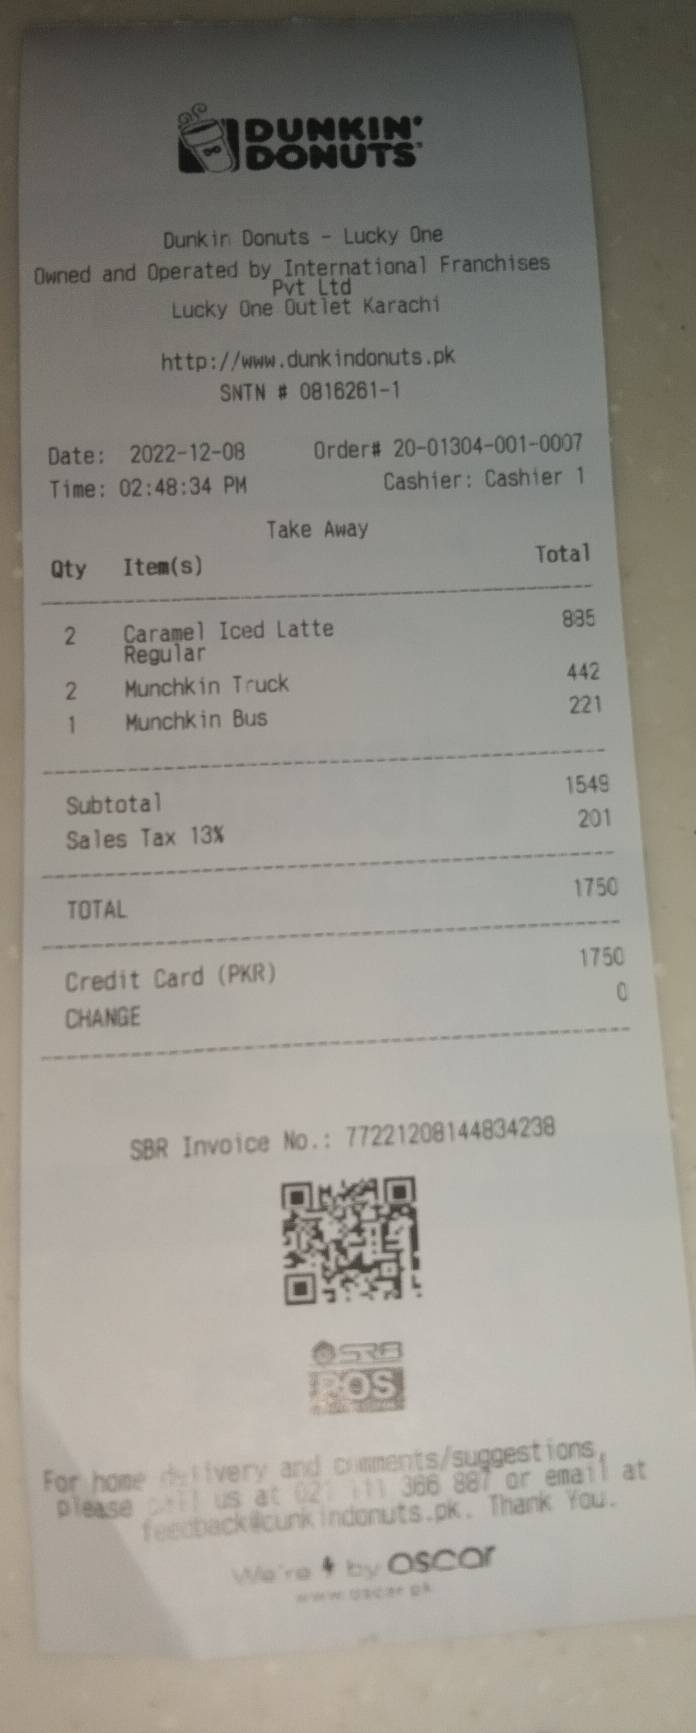 DUNKIN'
DONUTS
Dunkin Donuts - Lucky One
Owned and Operated by International Franchises
Pvt Ltd
Lucky One Outlet Karachi
http://www.dunkindonuts.pk
SNTN # 0816261-1
Date: 2022-12-08 Order# 20-01304-001-0007
Time: 02:48:34 PM Cashier: Cashier 1
Take Away
Qty Item(s) Total
2 Caramel Iced Latte 885
Regular
2 Munchkin Truck 442
1 Munchkin Bus 221
Subtotal 1549
Sales Tax 13% 201
TOTAL 1750
Credit Card (PKR) 1750
CHANGE 0
SBR Invoice No.: 77221208144834238
SRB
POS
For home delivery and comments/suggestions,
please call us at 021 111 366 887 or email at
feedback@dunkindonuts.pk. Thank You.
We're by oscar
www.oscar.pk